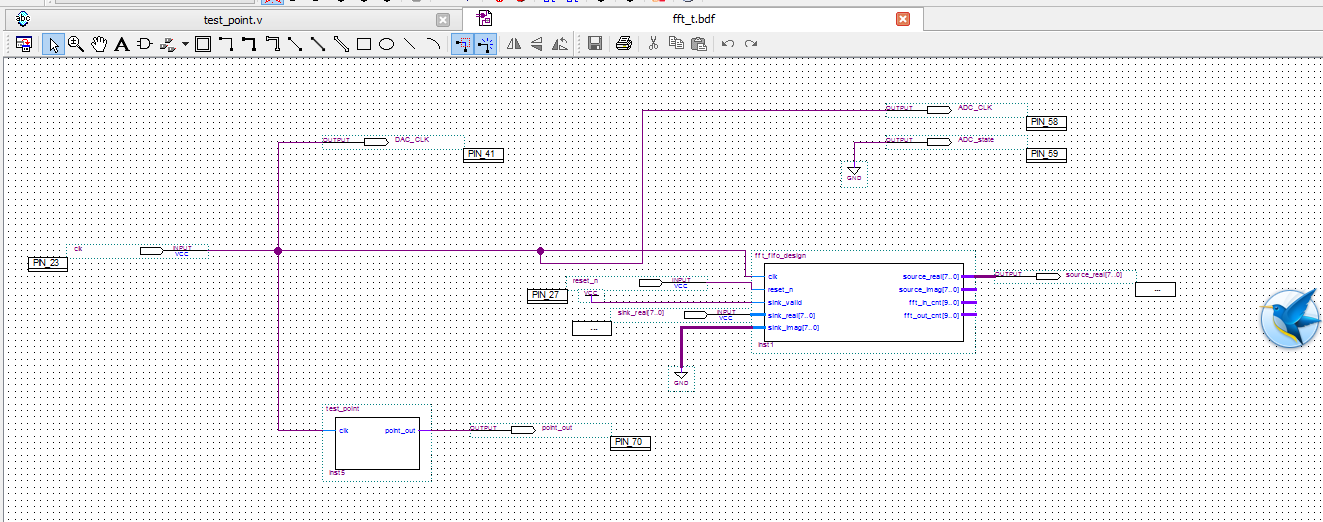 abc
test_point.v
fft_t.bdf
A
OUTPUT
ADC_CLK
PIN_58
OUTPUT
DAC_CLK
PIN_41
OUTPUT
ADC_state
PIN_59
GND
clk
INPUT
VCC
PIN_23
fft_fifo_design
clk
reset_n
sink_valid
sink_real[7..0]
sink_imag[7..0]
source_real[7..0]
source_imag[7..0]
fft_in_cnt[9..0]
fft_out_cnt[9..0]
inst1
OUTPUT
source_real[7..0]
...
reset_n
INPUT
VCC
PIN_27
VCC
sink_real[7..0]
INPUT
VCC
...
GND
test_point
clk
point_out
inst5
OUTPUT
point_out
PIN_70